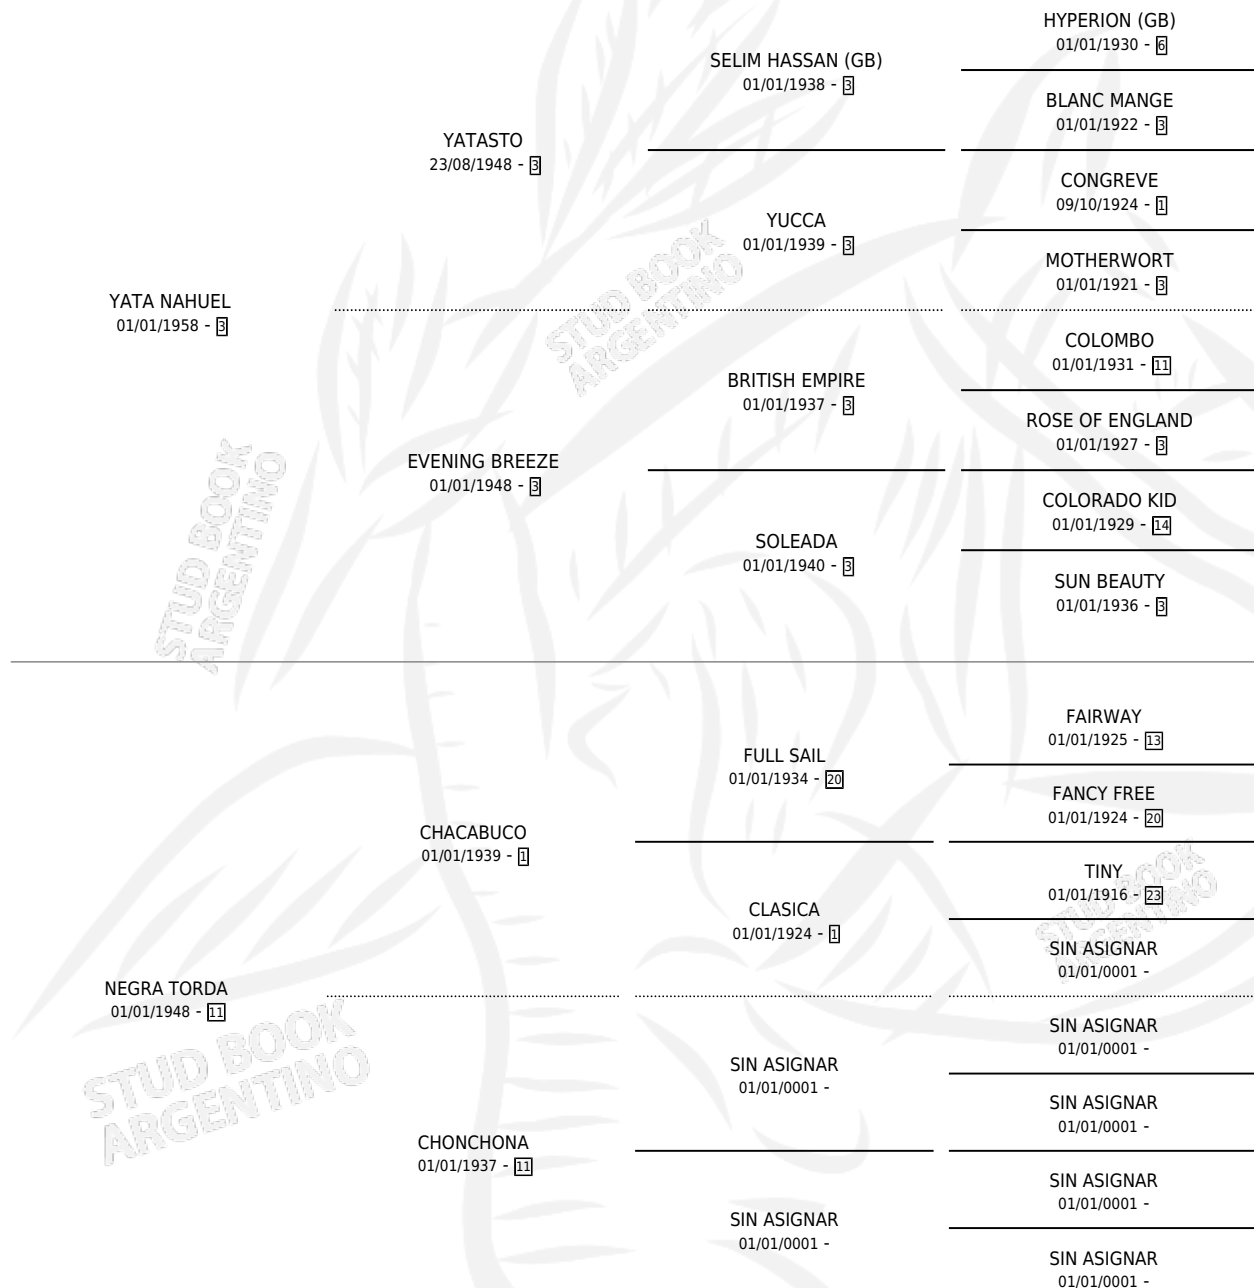 HYPERION (GB)
01/01/1930 - 6
SELIM HASSAN (GB)
01/01/1938 - 3
BLANC MANGE
01/01/1922 - 3
YATASTO
23/08/1948 - 3
CONGREVE
09/10/1924 - 1
YUCCA
01/01/1939 - 3
MOTHERWORT
01/01/1921 - 3
YATA NAHUEL
01/01/1958 - 3
COLOMBO
01/01/1931 - 11
BRITISH EMPIRE
01/01/1937 - 3
ROSE OF ENGLAND
01/01/1927 - 3
EVENING BREEZE
01/01/1948 - 3
COLORADO KID
01/01/1929 - 14
SOLEADA
01/01/1940 - 3
SUN BEAUTY
01/01/1936 - 3
STUD BOOK
ARGENTINO
STUD BOOK
ARGENTINO
FAIRWAY
01/01/1925 - 13
FULL SAIL
01/01/1934 - 20
FANCY FREE
01/01/1924 - 20
CHACABUCO
01/01/1939 - 1
TINY
01/01/1916 - 23
CLASICA
01/01/1924 - 1
SIN ASIGNAR
01/01/0001 -
STUD BOOK
ARGENTINO
NEGRA TORDA
01/01/1948 - 11
SIN ASIGNAR
01/01/0001 -
SIN ASIGNAR
01/01/0001 -
SIN ASIGNAR
01/01/0001 -
CHONCHONA
01/01/1937 - 11
SIN ASIGNAR
01/01/0001 -
SIN ASIGNAR
01/01/0001 -
SIN ASIGNAR
01/01/0001 -
STUD BOOK
ARGENTINO